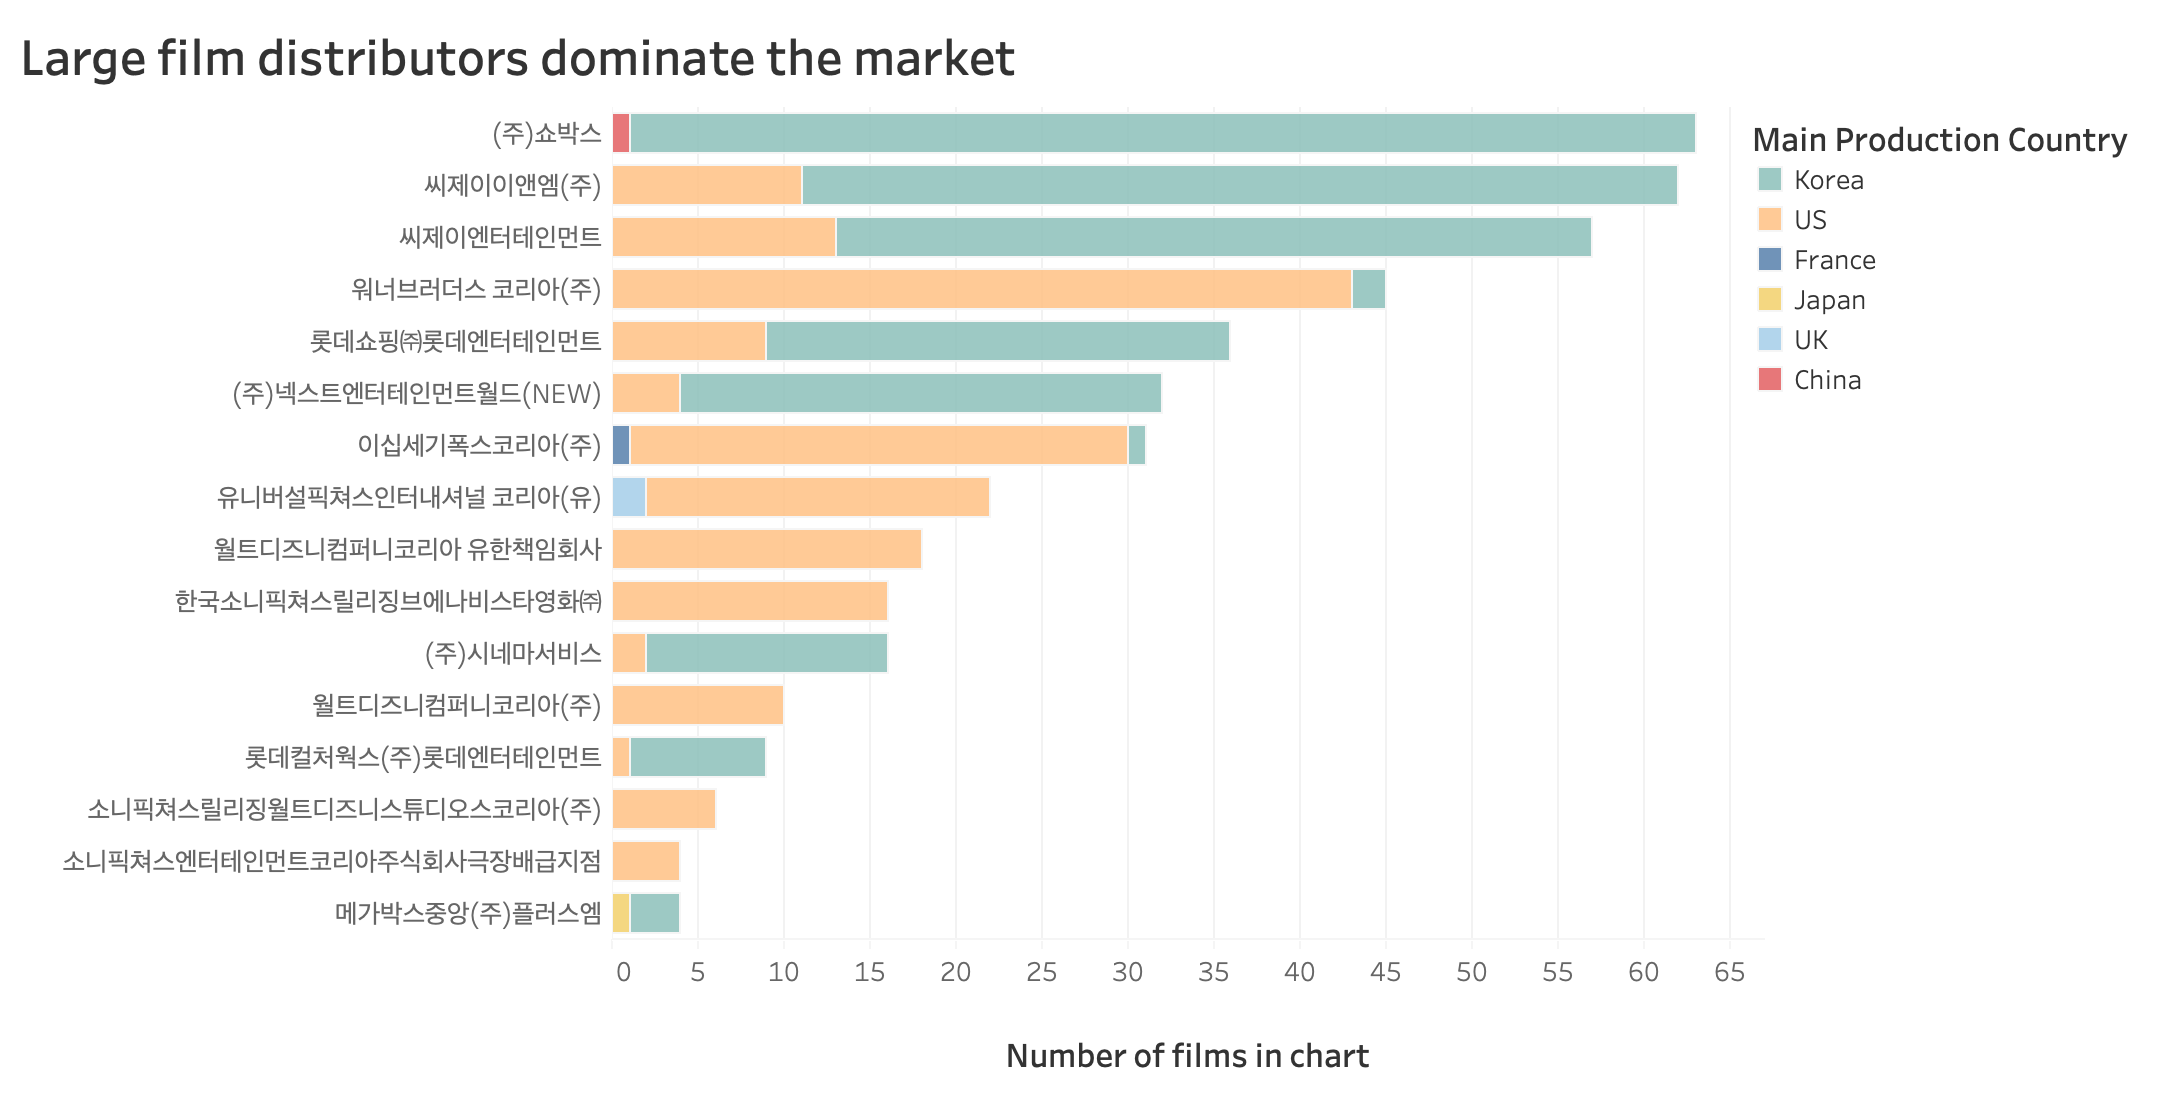 Large film distributors dominate the market
(주)쇼박스
씨제이이앤엠(주)
씨제이엔터테인먼트
워너브러더스 코리아(주)
롯데쇼핑㈜롯데엔터테인먼트
(주)넥스트엔터테인먼트월드(NEW)
이십세기폭스코리아(주)
유니버설픽쳐스인터내셔널 코리아(유)
월트디즈니컴퍼니코리아 유한책임회사
한국소니픽쳐스릴리징브에나비스타영화㈜
(주)시네마서비스
월트디즈니컴퍼니코리아(주)
롯데컬처웍스(주)롯데엔터테인먼트
소니픽쳐스릴리징월트디즈니스튜디오스코리아(주)
소니픽쳐스엔터테인먼트코리아주식회사극장배급지점
메가박스중앙(주)플러스엠
0 5 10 15 20 25 30 35 40 45 50 55 60 65
Number of films in chart
Main Production Country
Korea
US
France
Japan
UK
China